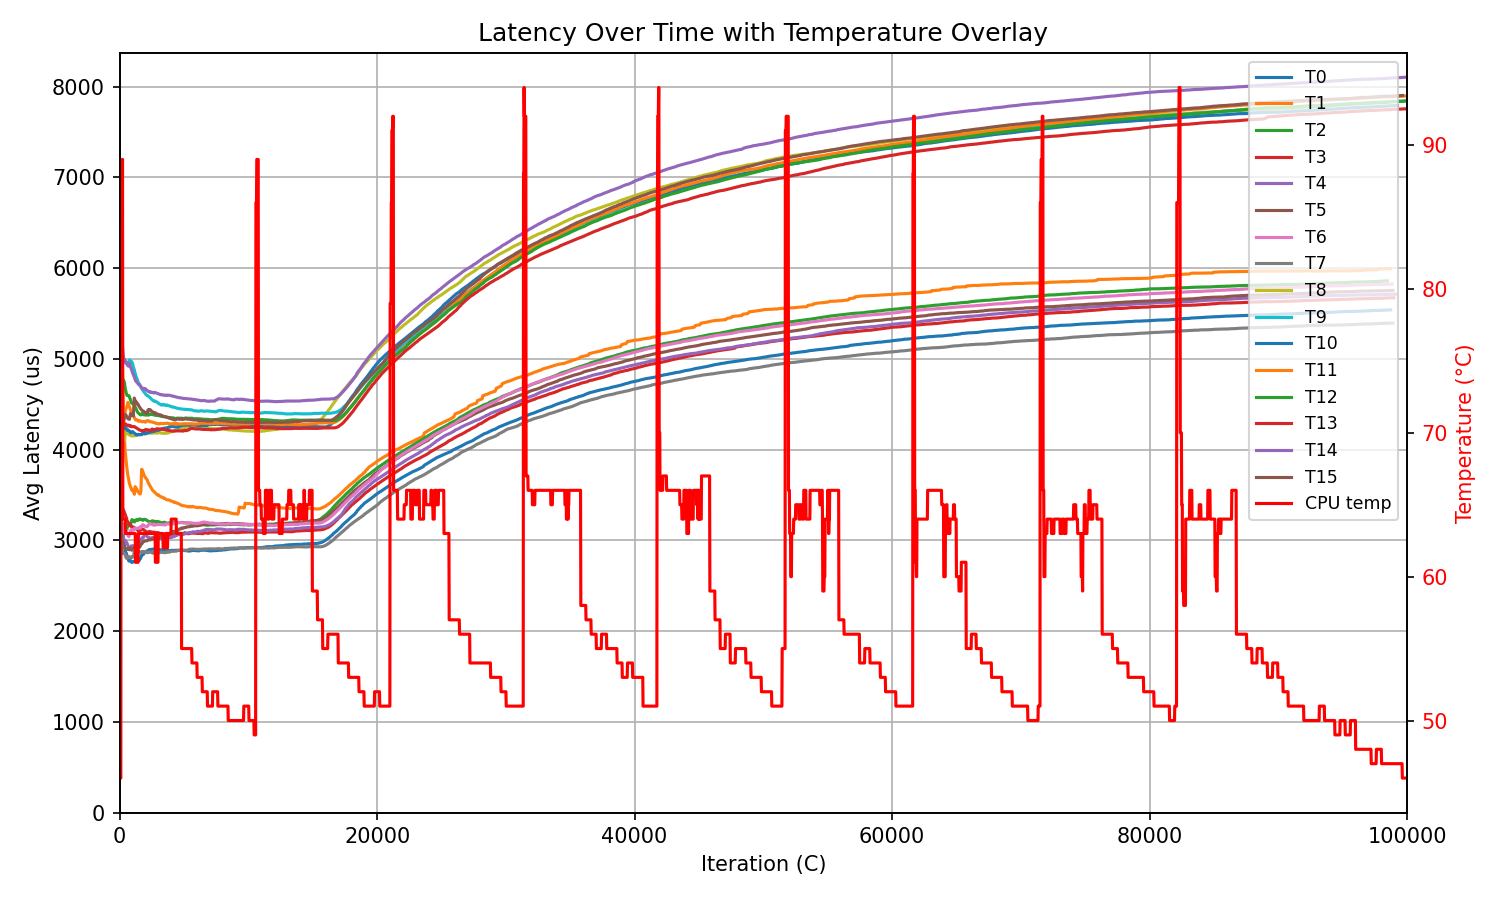 Latency Over Time with Temperature Overlay
Avg Latency (us)
8000
7000
6000
5000
4000
3000
2000
1000
0
0
20000
40000
60000
80000
100000
Iteration (C)
90
80
70
60
50
Temperature (°C)
T0
T1
T2
T3
T4
T5
T6
T7
T8
T9
T10
T11
T12
T13
T14
T15
CPU temp